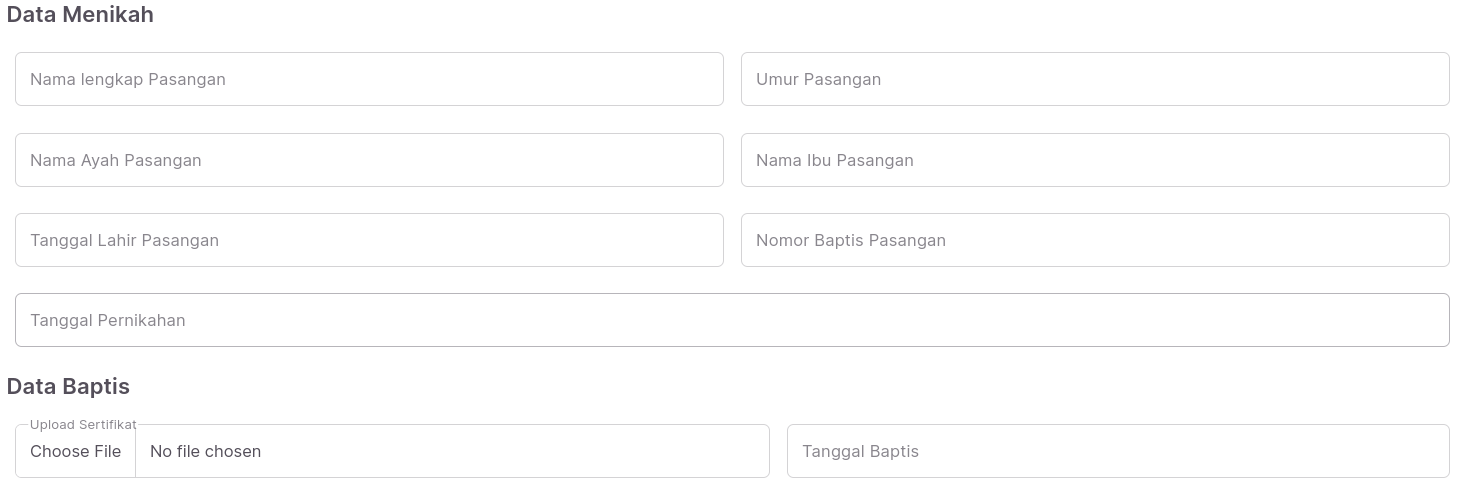 Data Menikah
Nama lengkap Pasangan
Umur Pasangan
Nama Ayah Pasangan
Nama Ibu Pasangan
Tanggal Lahir Pasangan
Nomor Baptis Pasangan
Tanggal Pernikahan
Data Baptis
Upload Sertifikat
Choose File No file chosen
Tanggal Baptis